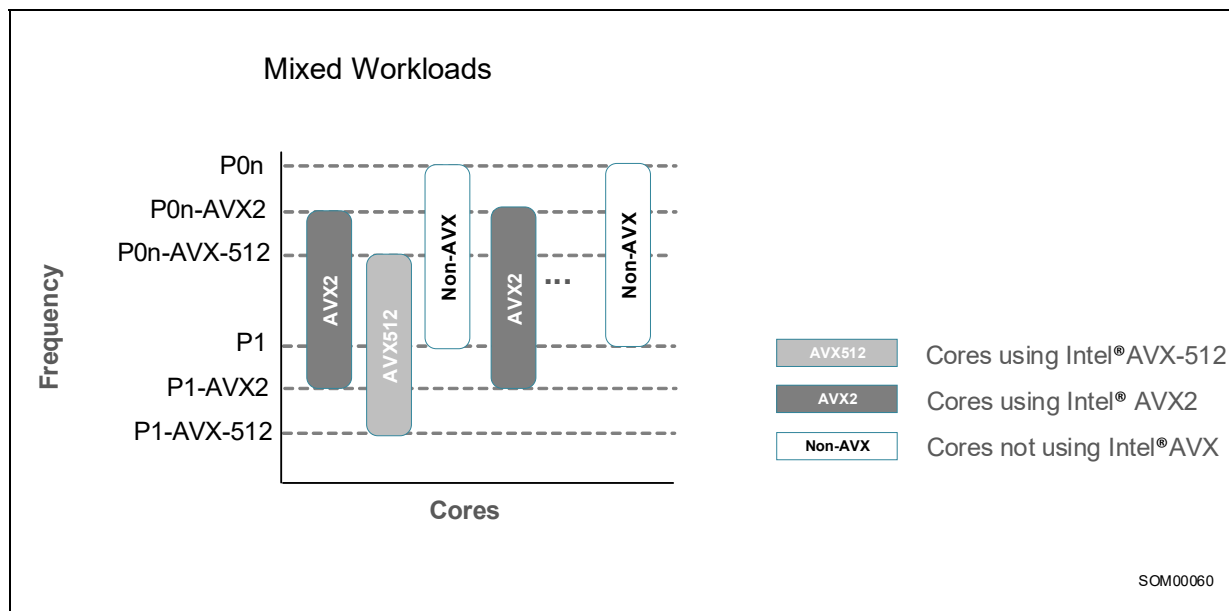 Mixed Workloads
P0n
P0n-AVX2
P0n-AVX-512
P1
P1-AVX2
P1-AVX-512
Frequency
AVX2
AVX512
Non-AVX
AVX2
...
Non-AVX
Cores
AVX512 Cores using Intel®AVX-512
AVX2 Cores using Intel® AVX2
Non-AVX Cores not using Intel®AVX
SOM00060